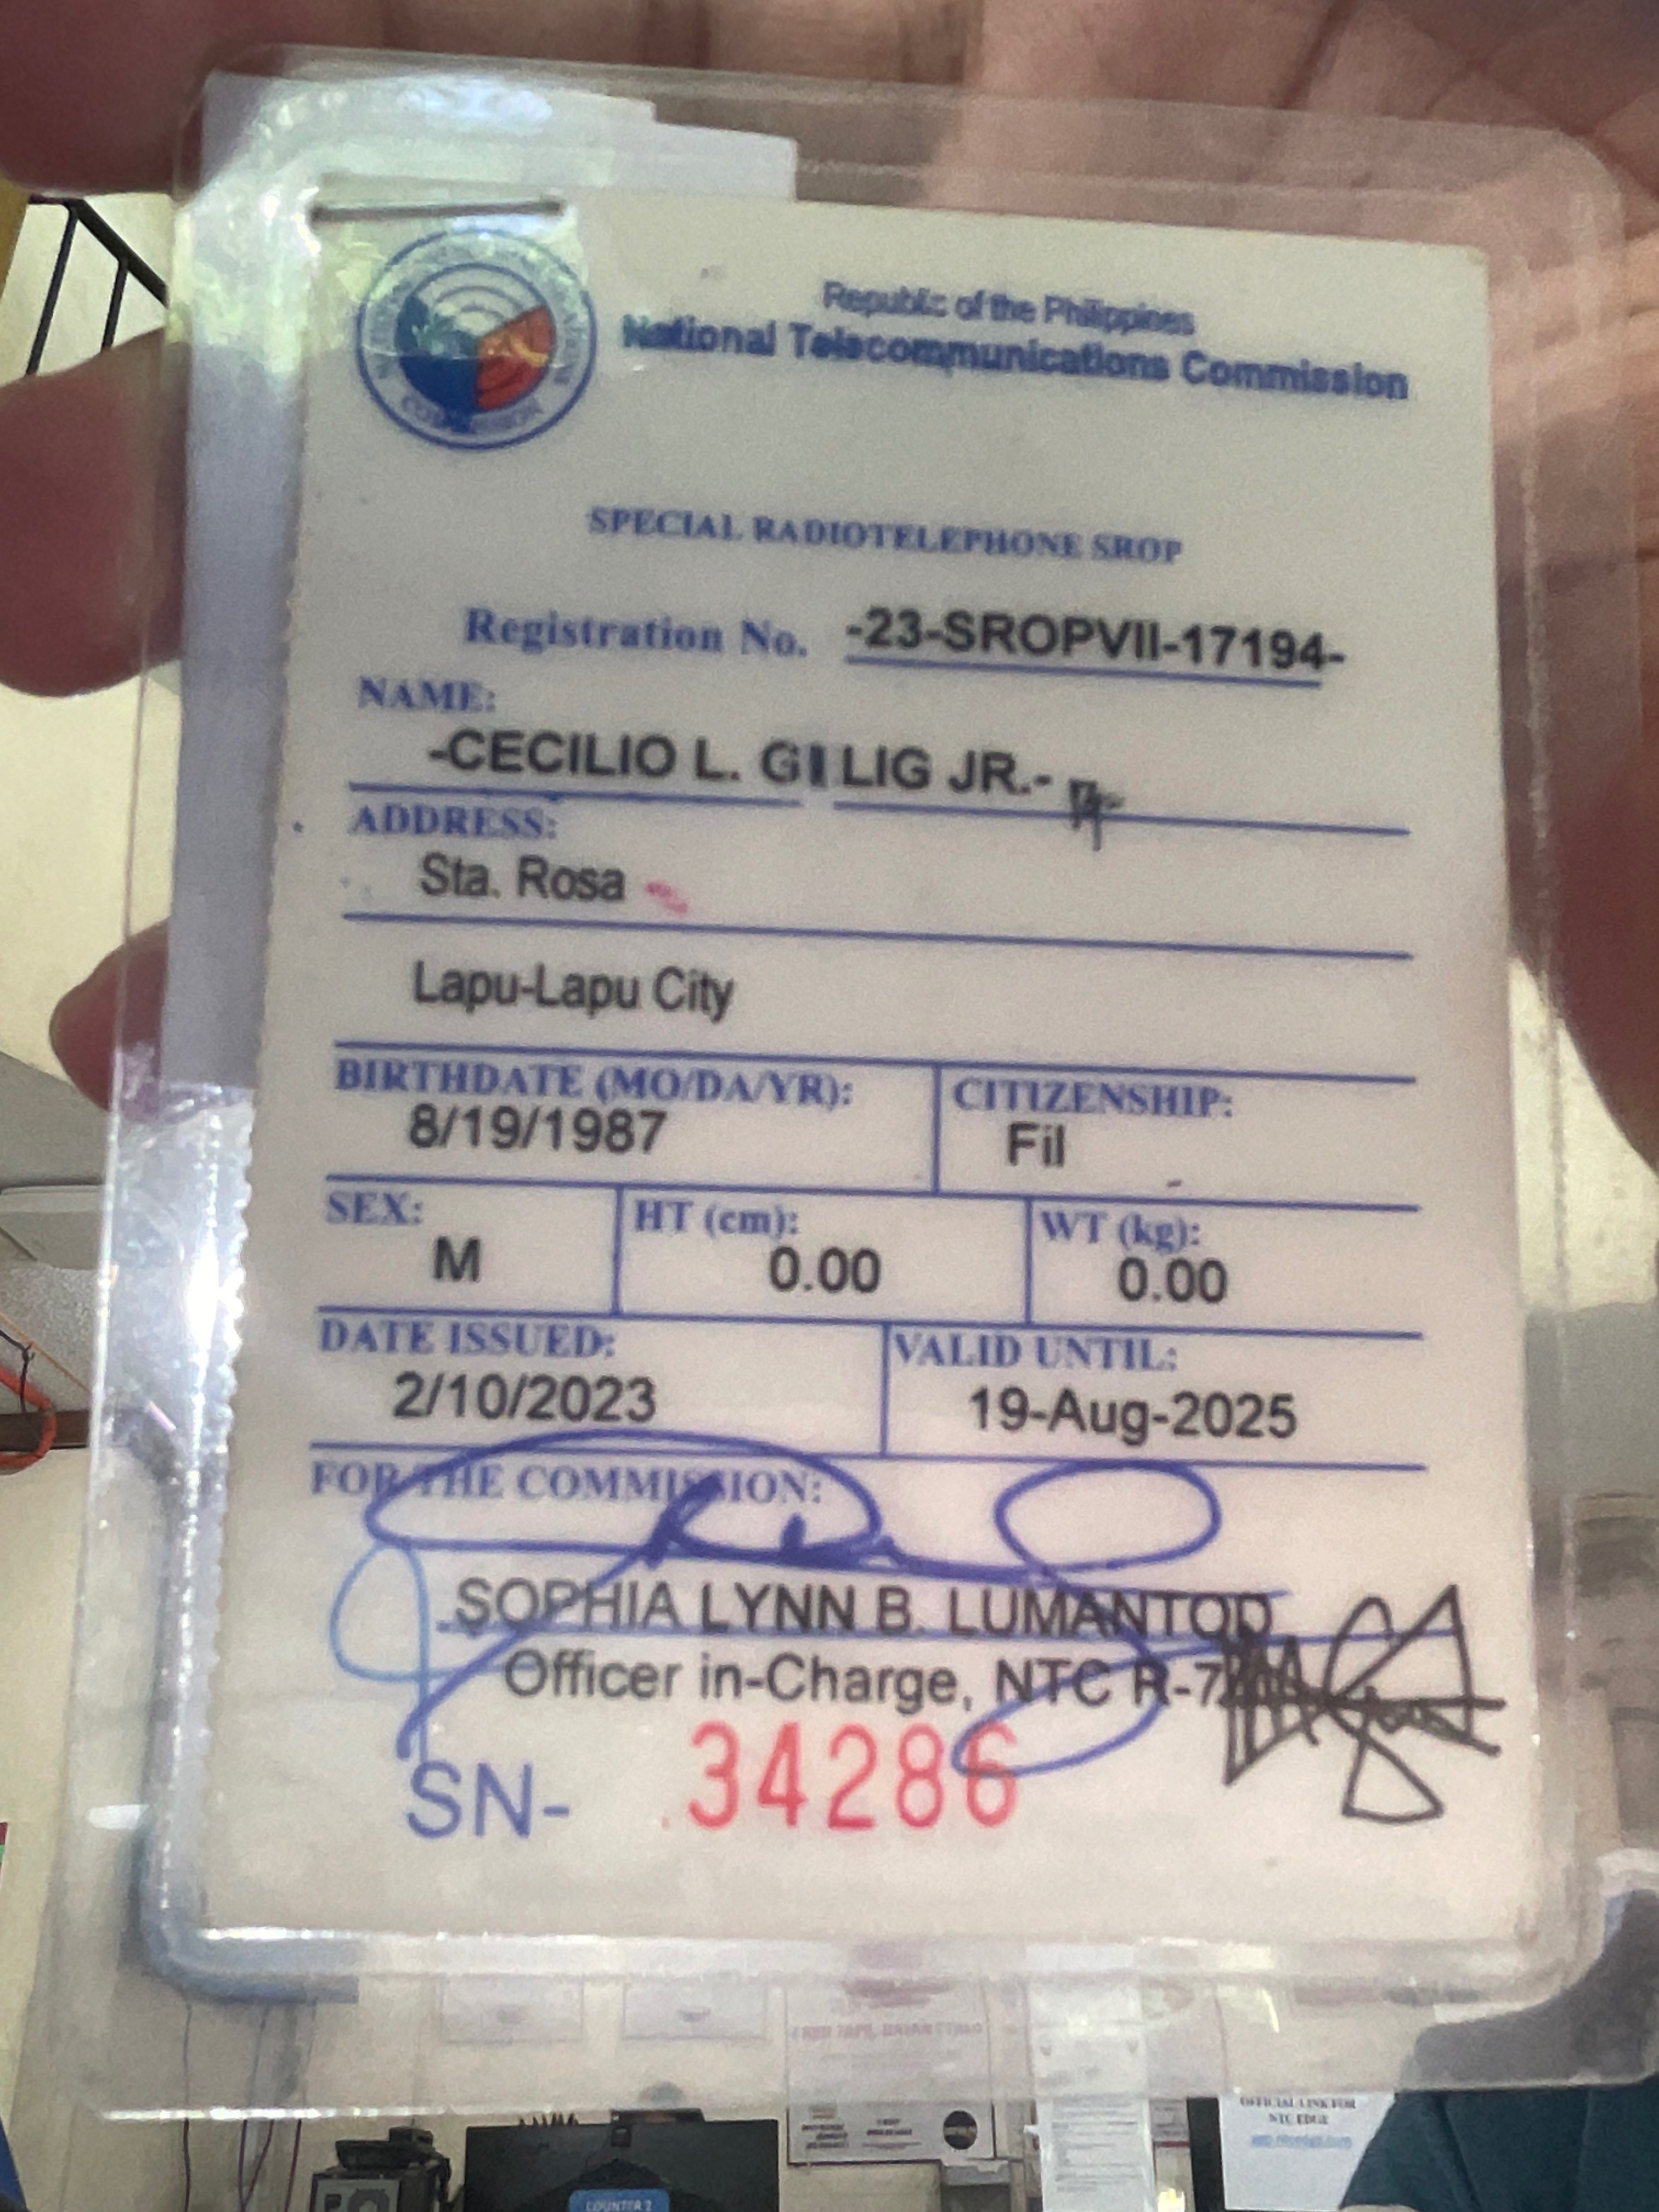 Republic of the Philippines
National Telecommunications Commission
SPECIAL RADIOTELEPHONE SROP
Registration No. -23-SROPVII-17194-
NAME:
-CECILIO L. GILIG JR.-
ADDRESS:
Sta. Rosa
Lapu-Lapu City
BIRTHDATE (MO/DA/YR): CITIZENSHIP:
8/19/1987 Fil
SEX: HT (cm): WT (kg):
M 0.00 0.00
DATE ISSUED: VALID UNTIL:
2/10/2023 19-Aug-2025
FOR THE COMMISSION:
SOPHIA LYNN B. LUMANTOD
Officer in-Charge, NTC R-7
SN- 34286
OFFICIAL LINK FOR
NTC EDGE
COUNTER 2